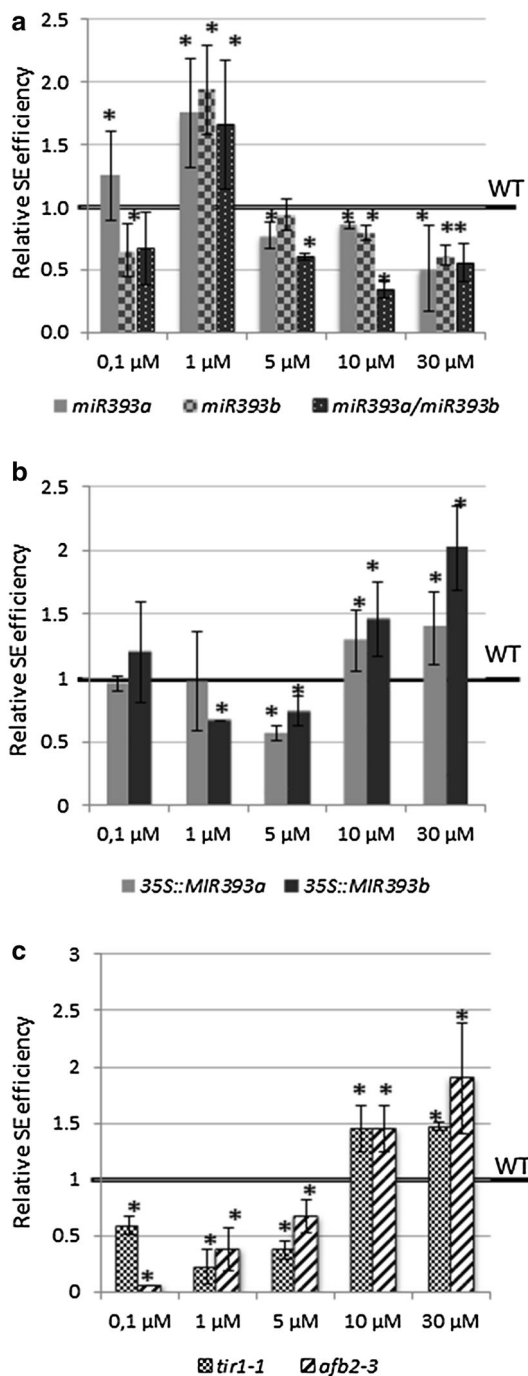 a
Relative SE efficiency
2.5
2.0
1.5
1.0
0.5
0.0
* * * * * * * * * * * **
WT
0,1 µM 1 µM 5 µM 10 µM 30 µM
miR393a miR393b miR393a/miR393b
b
Relative SE efficiency
2.5
2
1.5
1
0.5
0
* * * * * * *
WT
0,1 µM 1 µM 5 µM 10 µM 30 µM
35S::MIR393a 35S::MIR393b
c
Relative SE efficiency
3
2.5
2
1.5
1
0.5
0
* * * * * * * * * *
WT
0,1 µM 1 µM 5 µM 10 µM 30 µM
tir1-1 afb2-3